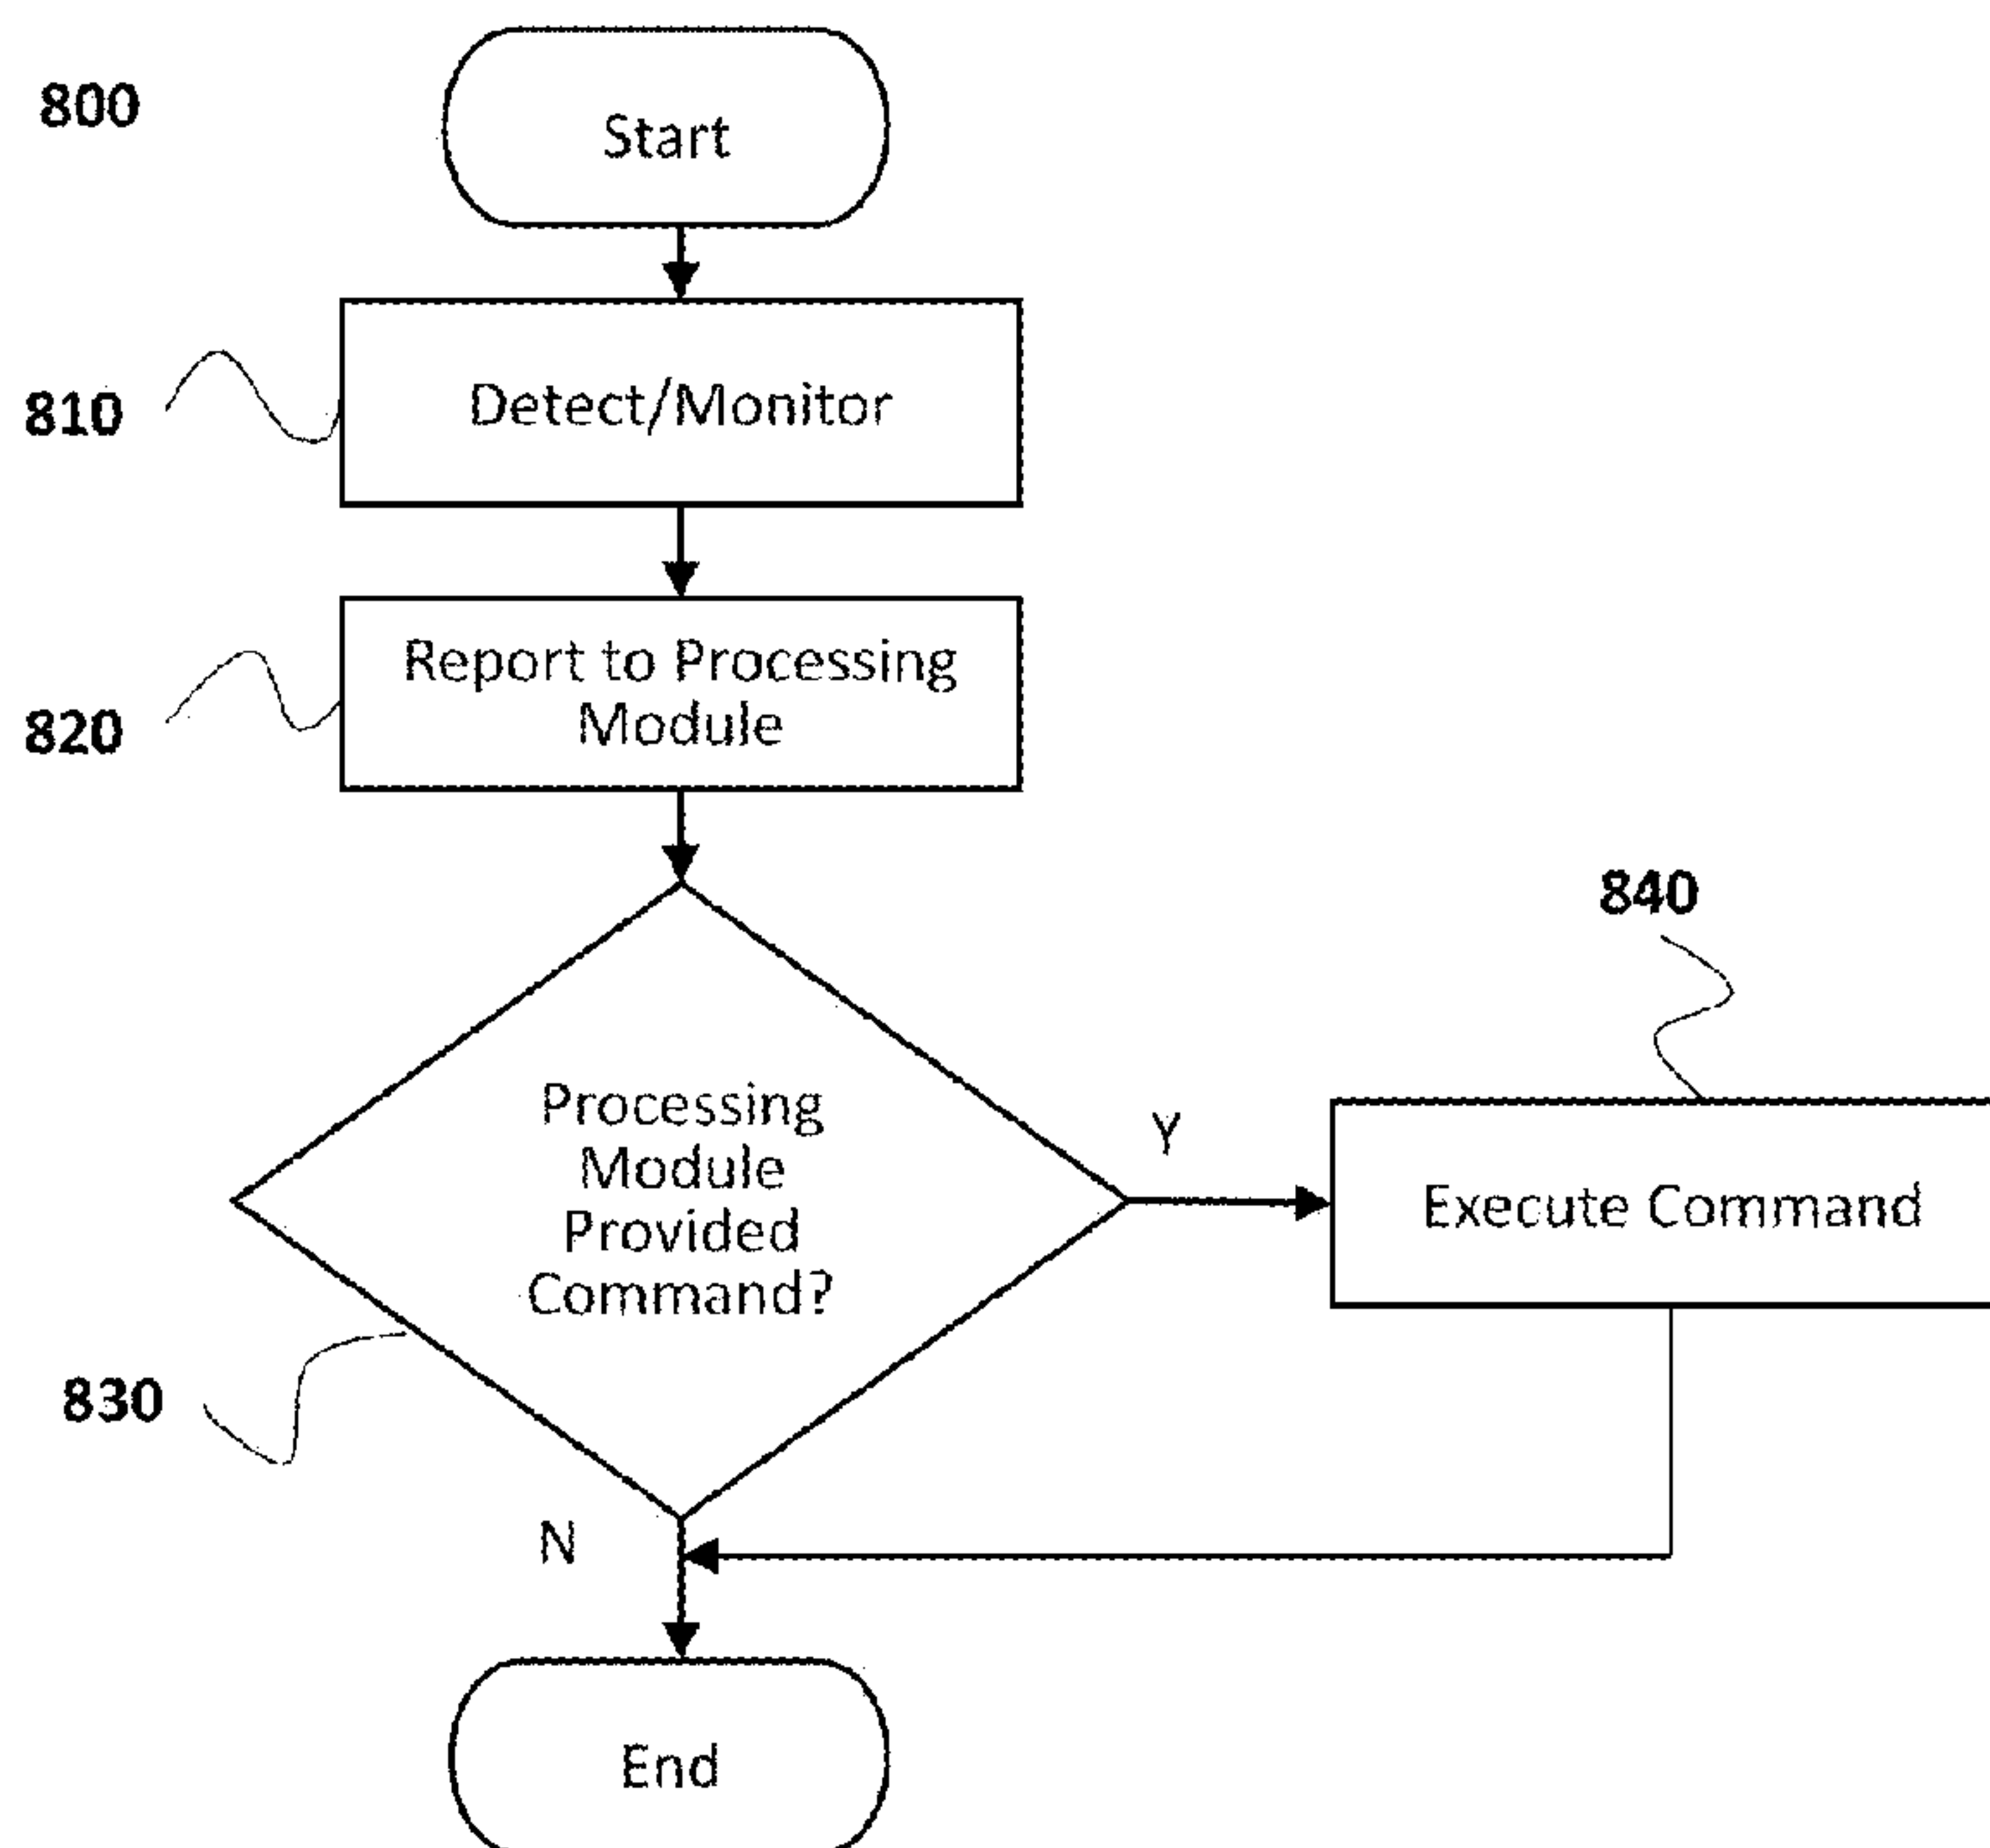 800
Start
810
Detect/Monitor
820
Report to Processing
Module
840
Processing
Module
Provided
Command?
Y
Execute Command
830
N
End